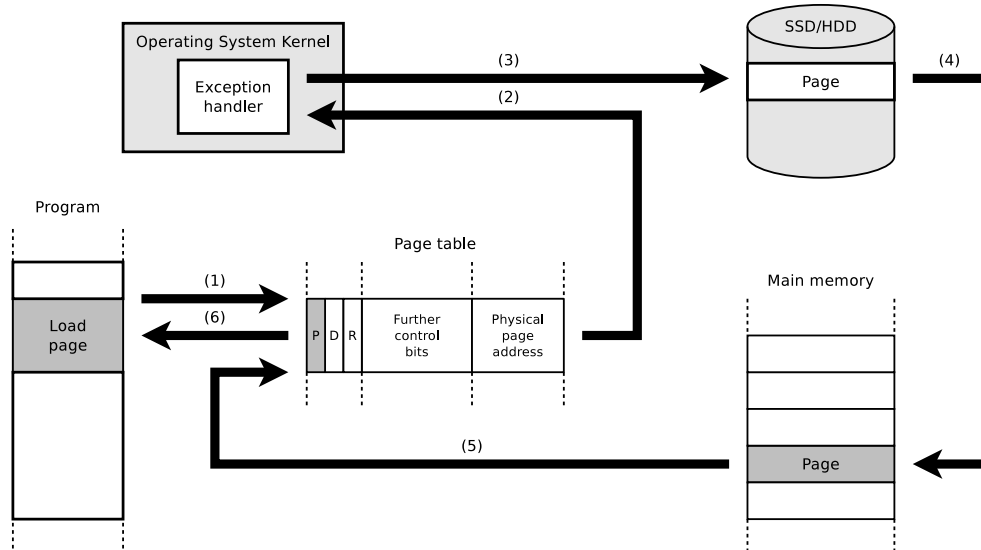 Operating System Kernel
Exception
handler
(3)
(2)
SSD/HDD
Page
(4)
Program
Load
page
(1)
(6)
Page table
P
D
R
Further
control
bits
Physical
page
address
(5)
Main memory
Page